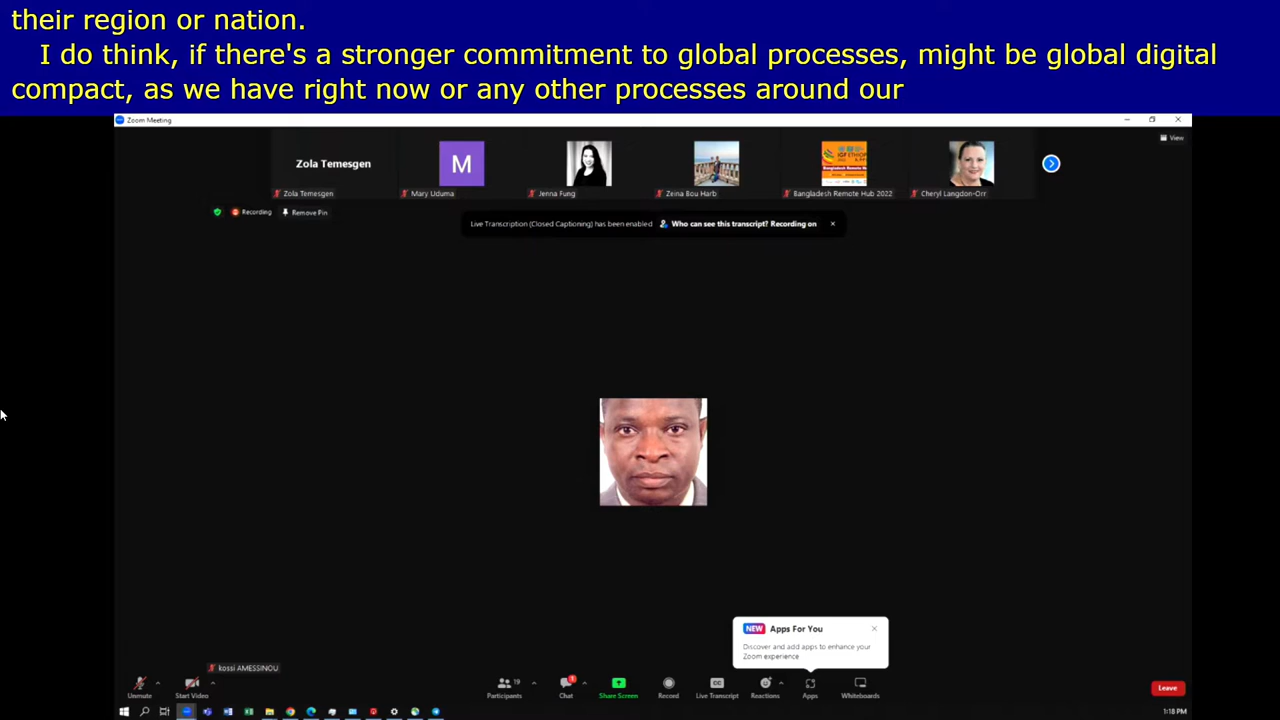 their region or nation.
I do think, if there's a stronger commitment to global processes, might be global digital
compact, as we have right now or any other processes around our
Zoom Meeting
View
Zola Temesgen
M
Zola Temesgen
Mary Uduma
Jenna Fung
Zeina Bou Harb
Bangladesh Remote Hub 2022
Cheryl Langdon-Orr
Recording
Remove Pin
Live Transcription (Closed Captioning) has been enabled
Who can see this transcript? Recording on
NEW Apps For You
Discover and add apps to enhance your
Zoom experience
kossi AMESSINOU
Unmute
Start Video
Participants
19
Chat
Share Screen
Record
CC
Live Transcript
Reactions
Apps
Whiteboards
Leave
1:18 PM